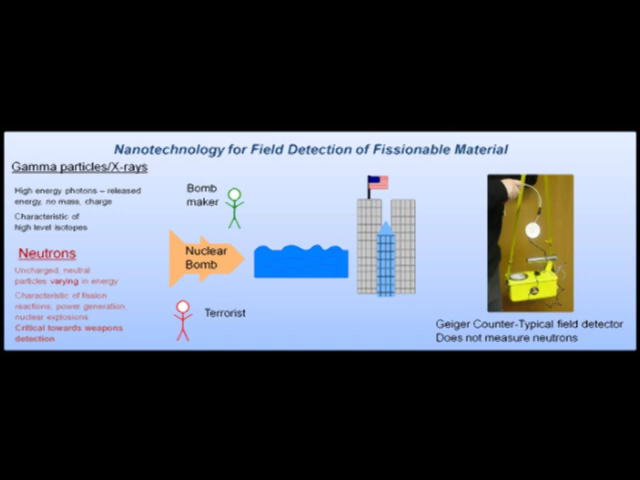 Nanotechnology for Field Detection of Fissionable Material
Gamma particles/X-rays
High energy photons – released
energy, no mass, charge
Characteristic of
high level isotopes
Neutrons
Uncharged, neutral
particles varying in energy
Characteristic of fission
reactions, power generation
nuclear explosions
Critical towards weapons
detection
Bomb
maker
Nuclear
Bomb
Terrorist
Geiger Counter-Typical field detector
Does not measure neutrons